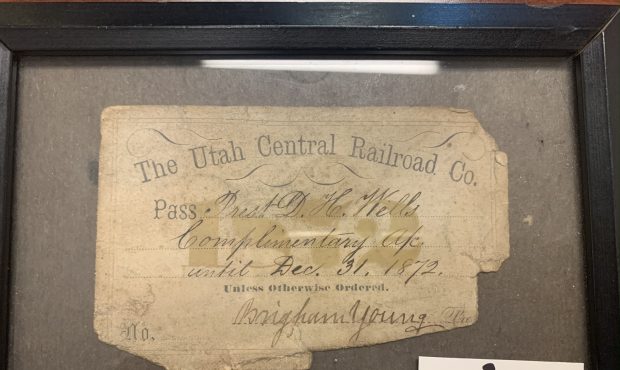 The Utah Central Railroad Co.
Pass Prest D. H. Wells
Complimentary a/c
until Dec. 31. 1872.
Unless Otherwise Ordered.
Brigham Young Pre
No.